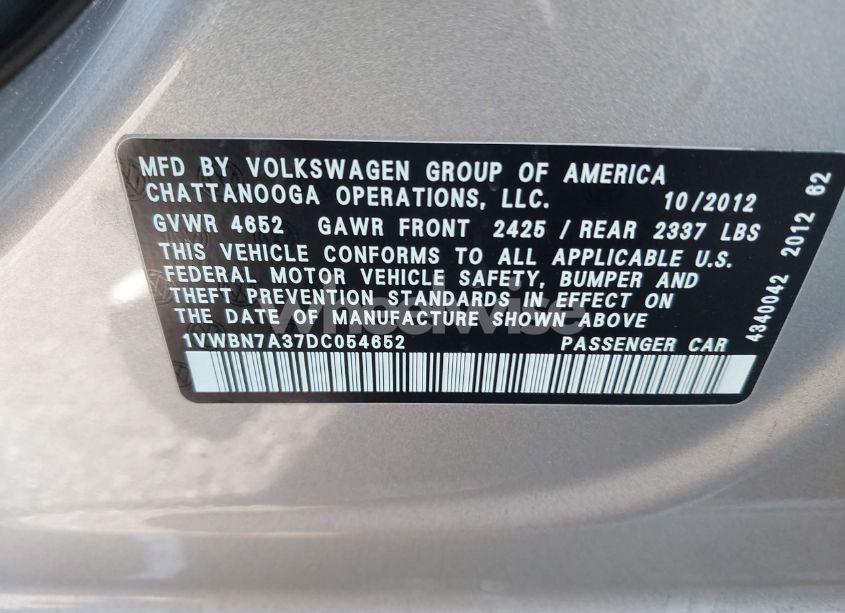 MFD BY VOLKSWAGEN GROUP OF AMERICA
CHATTANOOGA OPERATIONS, LLC. 10/2012
GVWR 4652 GAWR FRONT 2425 / REAR 2337 LBS
THIS VEHICLE CONFORMS TO ALL APPLICABLE U.S.
FEDERAL MOTOR VEHICLE SAFETY, BUMPER AND
THEFT PREVENTION STANDARDS IN EFFECT ON
THE DATE OF MANUFACTURE SHOWN ABOVE
1VWBN7A37DC054652 PASSENGER CAR
4340042 2012 62
wheelwise